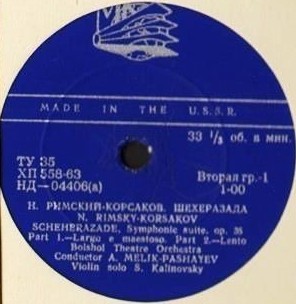 MADE IN THE U.S.S.R.
33 1/3 об. в мин.
ТУ 35
ХП 558-63
НД—04406(а)
Вторая гр.-1
1-00
Н. РИМСКИЙ-КОРСАКОВ. ШЕХЕРАЗАДА
N. RIMSKY-KORSAKOV
SCHEHERAZADE, Symphonic suite, op. 35
Part 1.—Largo e maestoso. Part 2.—Lento
Bolshoi Theatre Orchestra
Conductor A. MELIK-PASHAYEV
Violin solo S. Kalinovsky